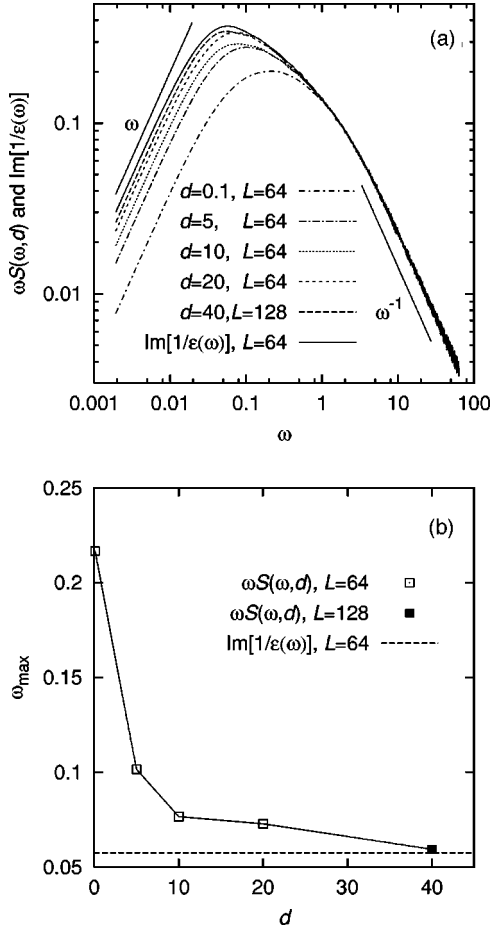 (a)
ωS(ω,d) and Im[1/ε(ω)]
0.1
0.01
ω
d=0.1, L=64
d=5, L=64
d=10, L=64
d=20, L=64
d=40, L=128
Im[1/ε(ω)], L=64
ω⁻¹
0.001 0.01 0.1 1 10 100
ω
(b)
0.25
0.2
0.15
0.1
0.05
ωmax
ωS(ω,d), L=64
ωS(ω,d), L=128
Im[1/ε(ω)], L=64
0 10 20 30 40
d